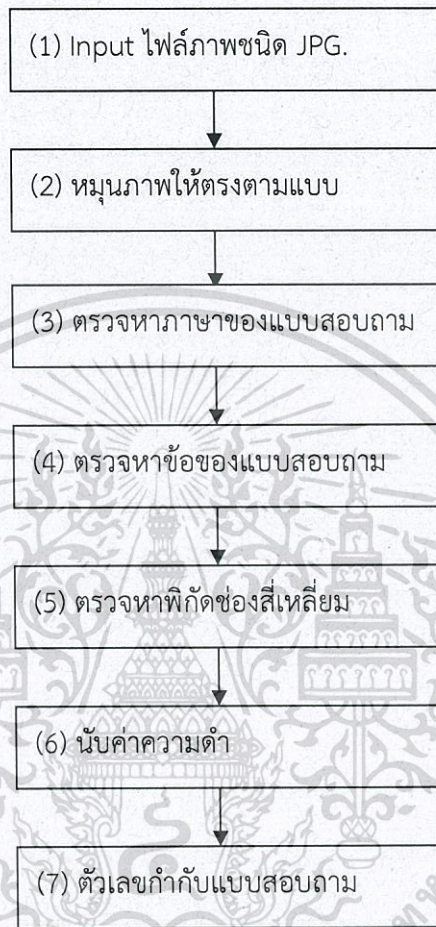 (1) Input ไฟล์ภาพชนิด JPG.
(2) หมุนภาพให้ตรงตามแบบ
(3) ตรวจหาภาษาของแบบสอบถาม
(4) ตรวจหาข้อของแบบสอบถาม
(5) ตรวจหาพิกัดช่องสี่เหลี่ยม
(6) นับค่าความดำ
(7) ตัวเลขกำกับแบบสอบถาม